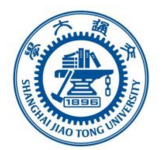 交通大學
SHANGHAI JIAO TONG UNIVERSITY
1896